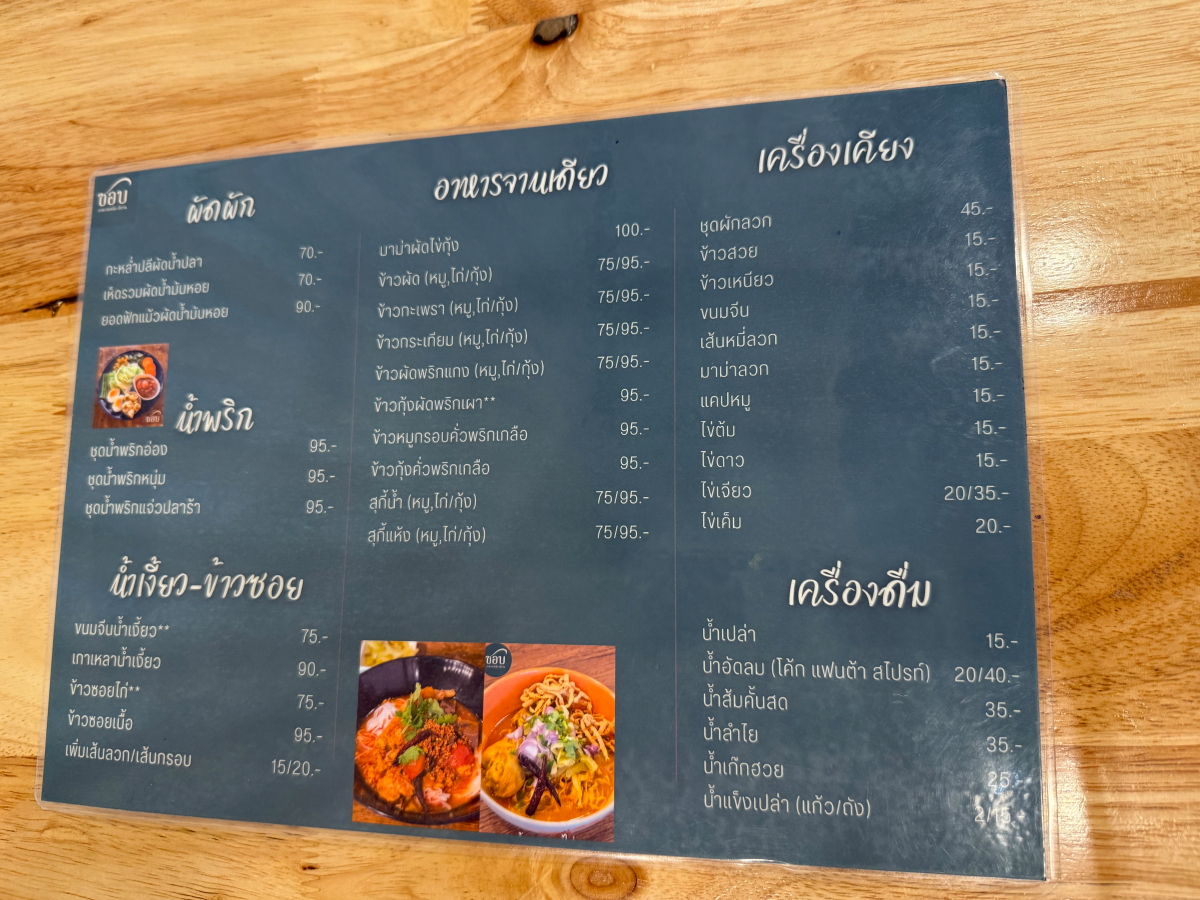 ชอบ
ผัดผัก
กะหล่ำปลีผัดน้ำปลา 70.-
เห็ดรวมผัดน้ำมันหอย 70.-
ยอดฟักแม้วผัดน้ำมันหอย 90.-
ชอบ
น้ำพริก
ชุดน้ำพริกอ่อง 95.-
ชุดน้ำพริกหนุ่ม 95.-
ชุดน้ำพริกแจ่วปลาร้า 95.-
น้ำเงี้ยว-ข้าวซอย
ขนมจีนน้ำเงี้ยว** 75.-
เกาเหลาน้ำเงี้ยว 90.-
ข้าวซอยไก่** 75.-
ข้าวซอยเนื้อ 95.-
เพิ่มเส้นลวก/เส้นกรอบ 15/20.-
อาหารจานเดียว
มาม่าผัดไข่กุ้ง 100.-
ข้าวผัด (หมู,ไก่/กุ้ง) 75/95.-
ข้าวกะเพรา (หมู,ไก่/กุ้ง) 75/95.-
ข้าวกระเทียม (หมู,ไก่/กุ้ง) 75/95.-
ข้าวผัดพริกแกง (หมู,ไก่/กุ้ง) 75/95.-
ข้าวกุ้งผัดพริกเผา** 95.-
ข้าวหมูกรอบคั่วพริกเกลือ 95.-
ข้าวกุ้งคั่วพริกเกลือ 95.-
สุกี้น้ำ (หมู,ไก่/กุ้ง) 75/95.-
สุกี้แห้ง (หมู,ไก่/กุ้ง) 75/95.-
ชอบ
เครื่องเคียง
ชุดผักลวก 45.-
ข้าวสวย 15.-
ข้าวเหนียว 15.-
ขนมจีน 15.-
เส้นหมี่ลวก 15.-
มาม่าลวก 15.-
แคปหมู 15.-
ไข่ต้ม 15.-
ไข่ดาว 15.-
ไข่เจียว 20/35.-
ไข่เค็ม 20.-
เครื่องดื่ม
น้ำเปล่า 15.-
น้ำอัดลม (โค้ก แฟนต้า สไปรท์) 20/40.-
น้ำส้มคั้นสด 35.-
น้ำลำไย 35.-
น้ำเก๊กฮวย 25.-
น้ำแข็งเปล่า (แก้ว/ถัง) 2/15.-